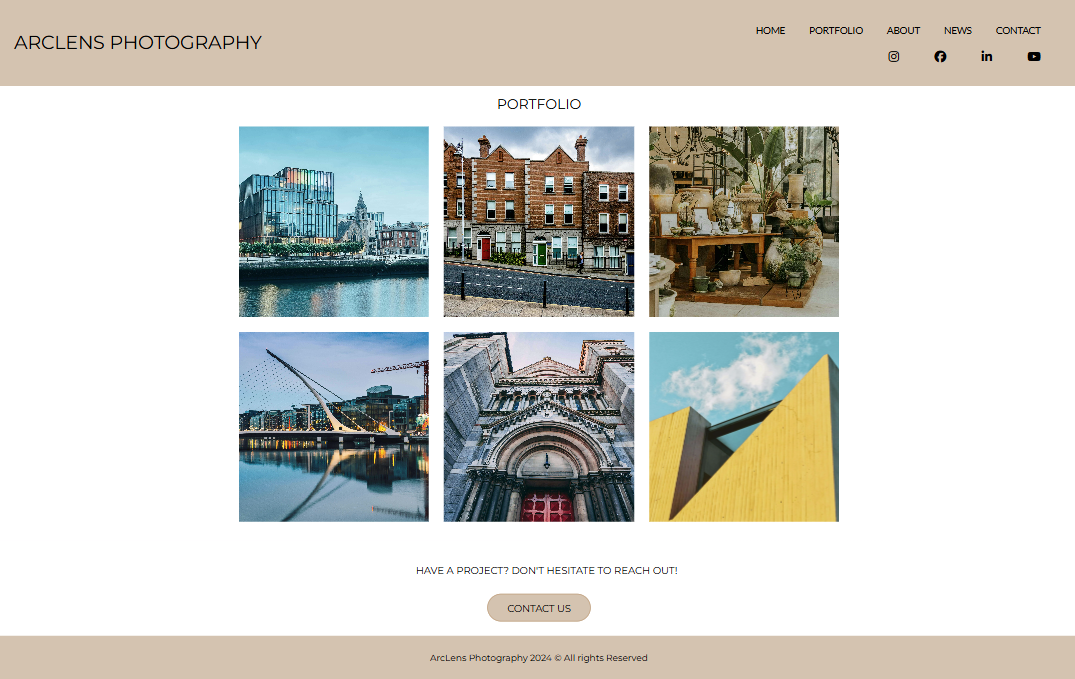 ARCLENS PHOTOGRAPHY
HOME PORTFOLIO ABOUT NEWS CONTACT
PORTFOLIO
HAVE A PROJECT? DON'T HESITATE TO REACH OUT!
CONTACT US
ArcLens Photography 2024 © All rights Reserved